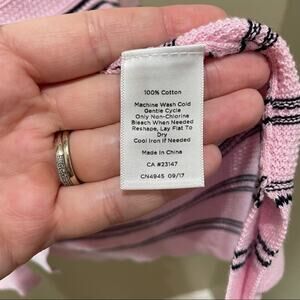 100% Cotton
Machine Wash Cold
Gentle Cycle
Only Non-Chlorine
Bleach When Needed
Reshape, Lay Flat To
Dry
Cool Iron if Needed
Made In China
CA #23147
CN4945 09/17